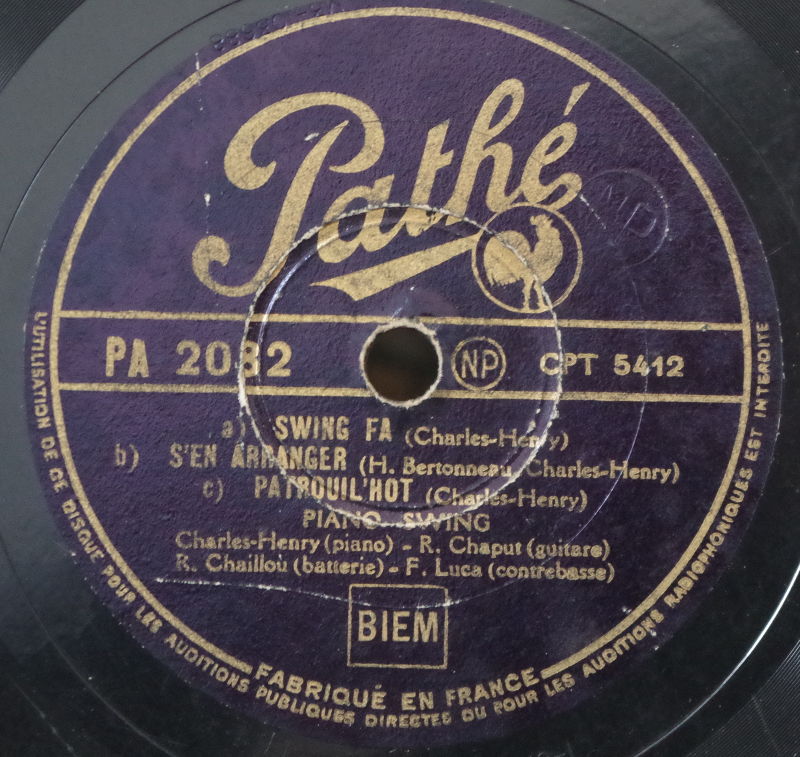 Pathé
MD
PA 2082
NP
CPT 5412
a) SWING FA (Charles-Henry)
b) S'EN ARRANGER (H. Bertonneau, Charles-Henry)
c) PATROUIL'HOT (Charles-Henry)
PIANO SWING
Charles-Henry (piano) - R. Chaput (guitare)
R. Chaillou (batterie) - F. Luca (contrebasse)
BIEM
FABRIQUÉ EN FRANCE
L'UTILISATION DE CE DISQUE POUR LES AUDITIONS PUBLIQUES DIRECTES OU POUR LES AUDITIONS RADIOPHONIQUES EST INTERDITE